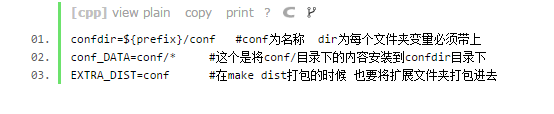 [cpp] view plain copy print ?
01. confdir=${prefix}/conf #conf为名称 dir为每个文件夹变量必须带上
02. conf_DATA=conf/* #这个是将conf/目录下的内容安装到confdir目录下
03. EXTRA_DIST=conf #在make dist打包的时候 也要将扩展文件夹打包进去